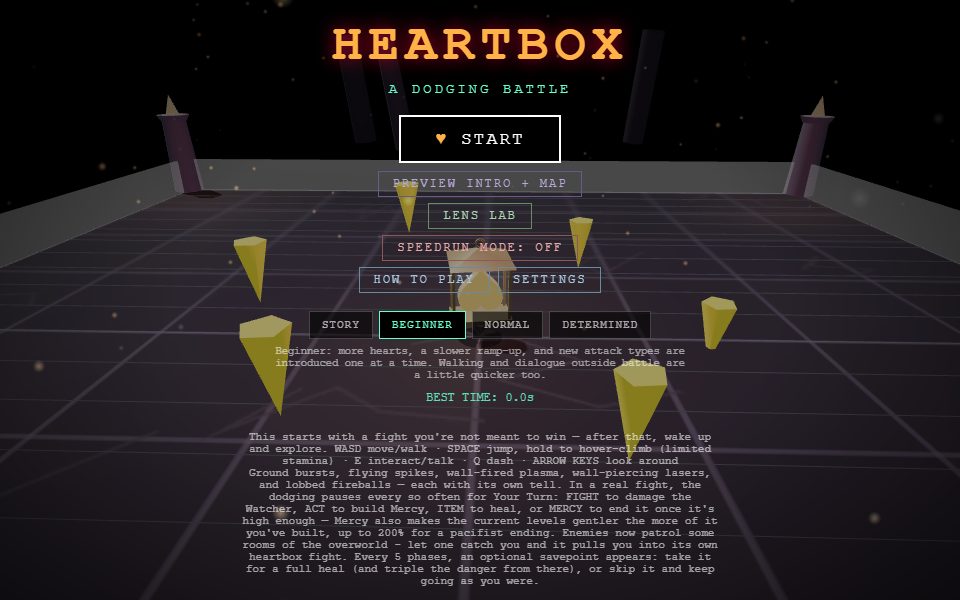 HEARTBOX
A DODGING BATTLE
♥ START
PREVIEW INTRO + MAP
LENS LAB
SPEEDRUN MODE: OFF
HOW TO PLAY SETTINGS
STORY BEGINNER NORMAL DETERMINED
Beginner: more hearts, a slower ramp-up, and new attack types are
introduced one at a time. Walking and dialogue outside battle are
a little quicker too.
BEST TIME: 0.0s
This starts with a fight you're not meant to win — after that, wake up
and explore. WASD move/walk · SPACE jump, hold to hover-climb (limited
stamina) · E interact/talk · Q dash · ARROW KEYS look around
Ground bursts, flying spikes, wall-fired plasma, wall-piercing lasers,
and lobbed fireballs — each with its own tell. In a real fight, the
dodging pauses every so often for Your Turn: FIGHT to damage the
Watcher, ACT to build Mercy, ITEM to heal, or MERCY to end it once it's
high enough — Mercy also makes the current levels gentler the more of it
you've built, up to 200% for a pacifist ending. Enemies now patrol some
rooms of the overworld — let one catch you and it pulls you into its own
heartbox fight. Every 5 phases, an optional savepoint appears: take it
for a full heal (and triple the danger from there), or skip it and keep
going as you were.